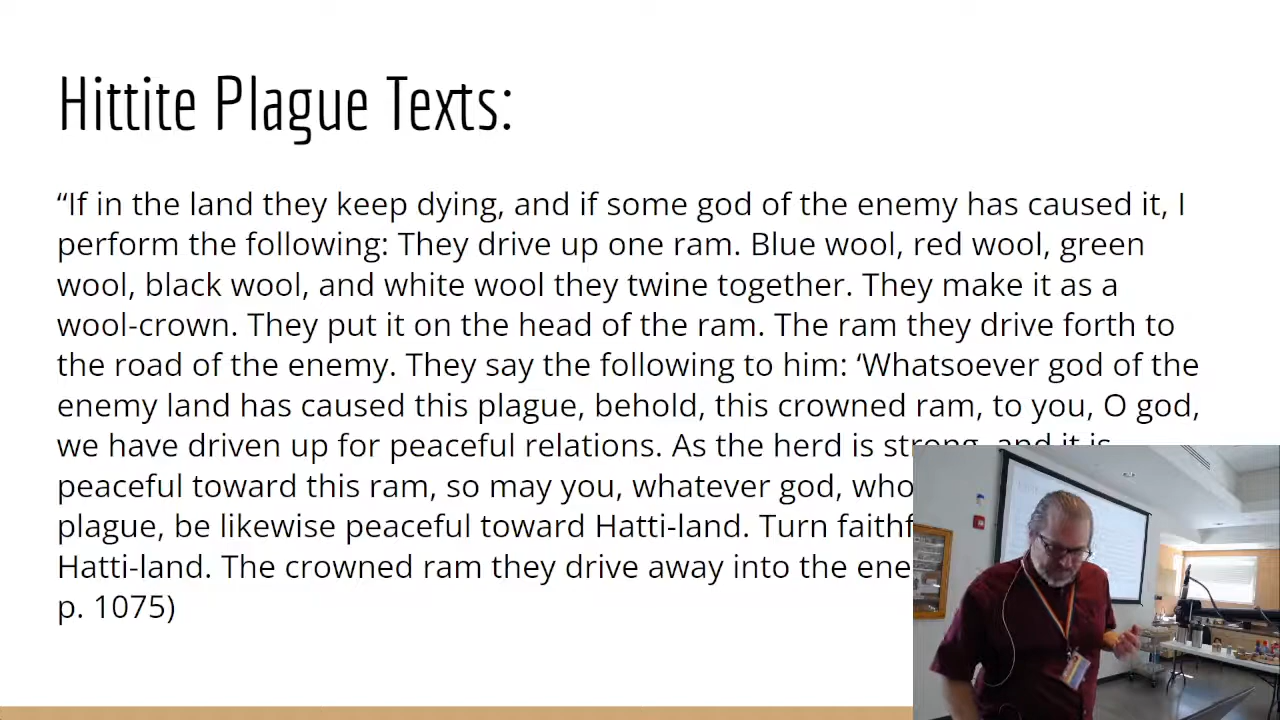 Hittite Plague Texts:
“If in the land they keep dying, and if some god of the enemy has caused it, I
perform the following: They drive up one ram. Blue wool, red wool, green
wool, black wool, and white wool they twine together. They make it as a
wool-crown. They put it on the head of the ram. The ram they drive forth to
the road of the enemy. They say the following to him: ‘Whatsoever god of the
enemy land has caused this plague, behold, this crowned ram, to you, O god,
we have driven up for peaceful relations. As the herd is strong, and it is
peaceful toward this ram, so may you, whatever god, who
plague, be likewise peaceful toward Hatti-land. Turn
Hatti-land. The crowned ram they drive away into the
p. 1075)